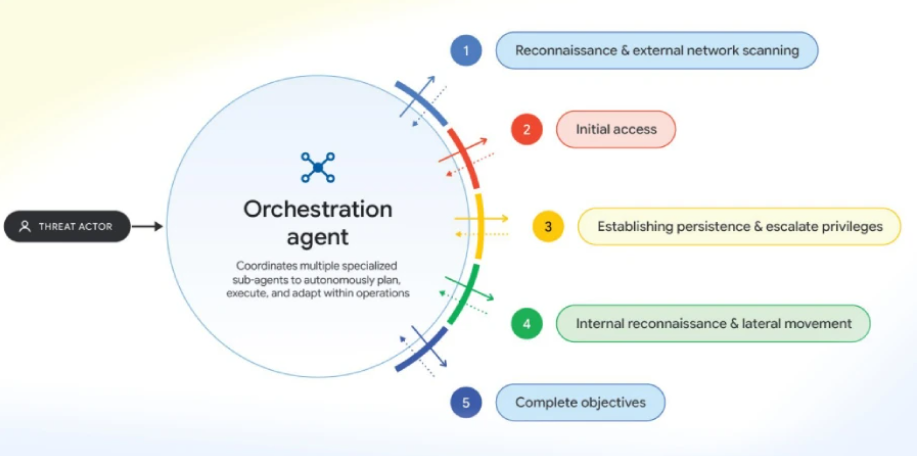 THREAT ACTOR
Orchestration
agent
Coordinates multiple specialized
sub-agents to autonomously plan,
execute, and adapt within operations
1
Reconnaissance & external network scanning
2
Initial access
3
Establishing persistence & escalate privileges
4
Internal reconnaissance & lateral movement
5
Complete objectives